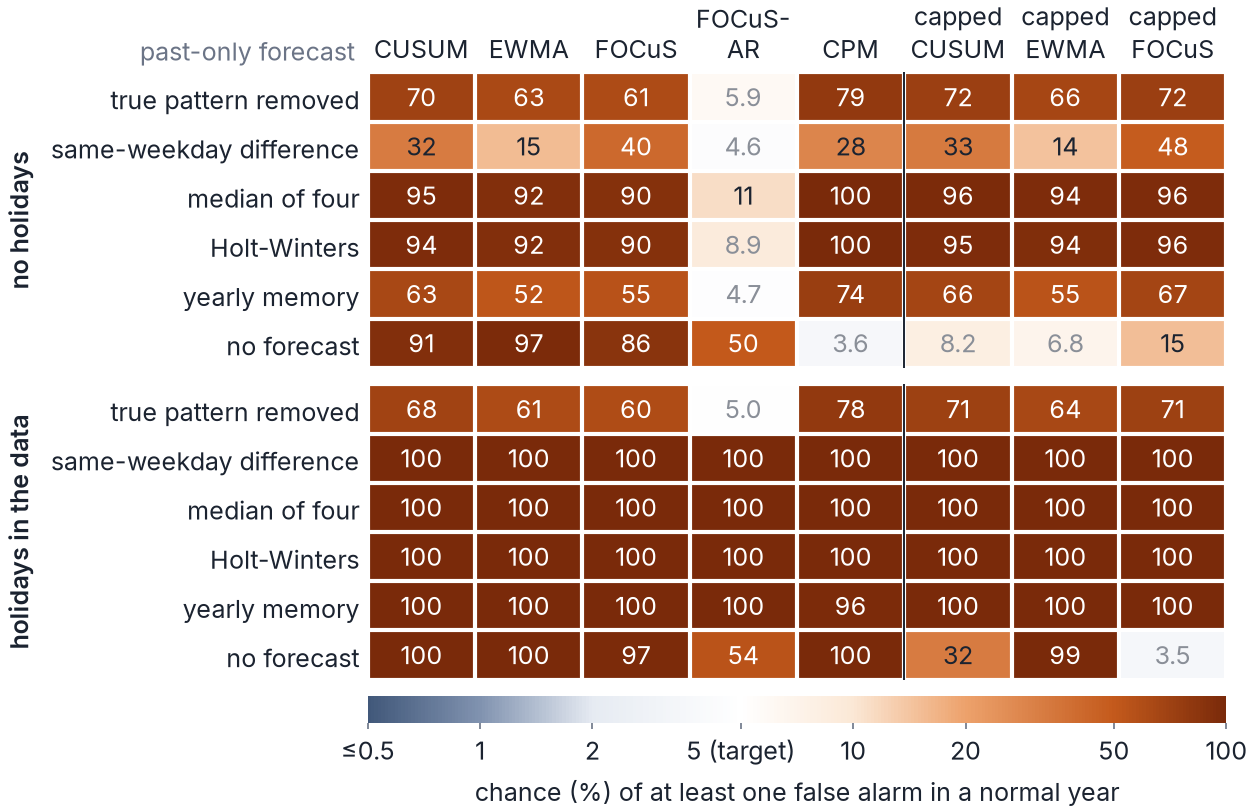 past-only forecast CUSUM EWMA FOCuS FOCuS-AR CPM capped CUSUM capped EWMA capped FOCuS
no holidays
true pattern removed 70 63 61 5.9 79 72 66 72
same-weekday difference 32 15 40 4.6 28 33 14 48
median of four 95 92 90 11 100 96 94 96
Holt-Winters 94 92 90 8.9 100 95 94 96
yearly memory 63 52 55 4.7 74 66 55 67
no forecast 91 97 86 50 3.6 8.2 6.8 15
holidays in the data
true pattern removed 68 61 60 5.0 78 71 64 71
same-weekday difference 100 100 100 100 100 100 100 100
median of four 100 100 100 100 100 100 100 100
Holt-Winters 100 100 100 100 100 100 100 100
yearly memory 100 100 100 100 96 100 100 100
no forecast 100 100 97 54 100 32 99 3.5
≤0.5 1 2 5 (target) 10 20 50 100
chance (%) of at least one false alarm in a normal year